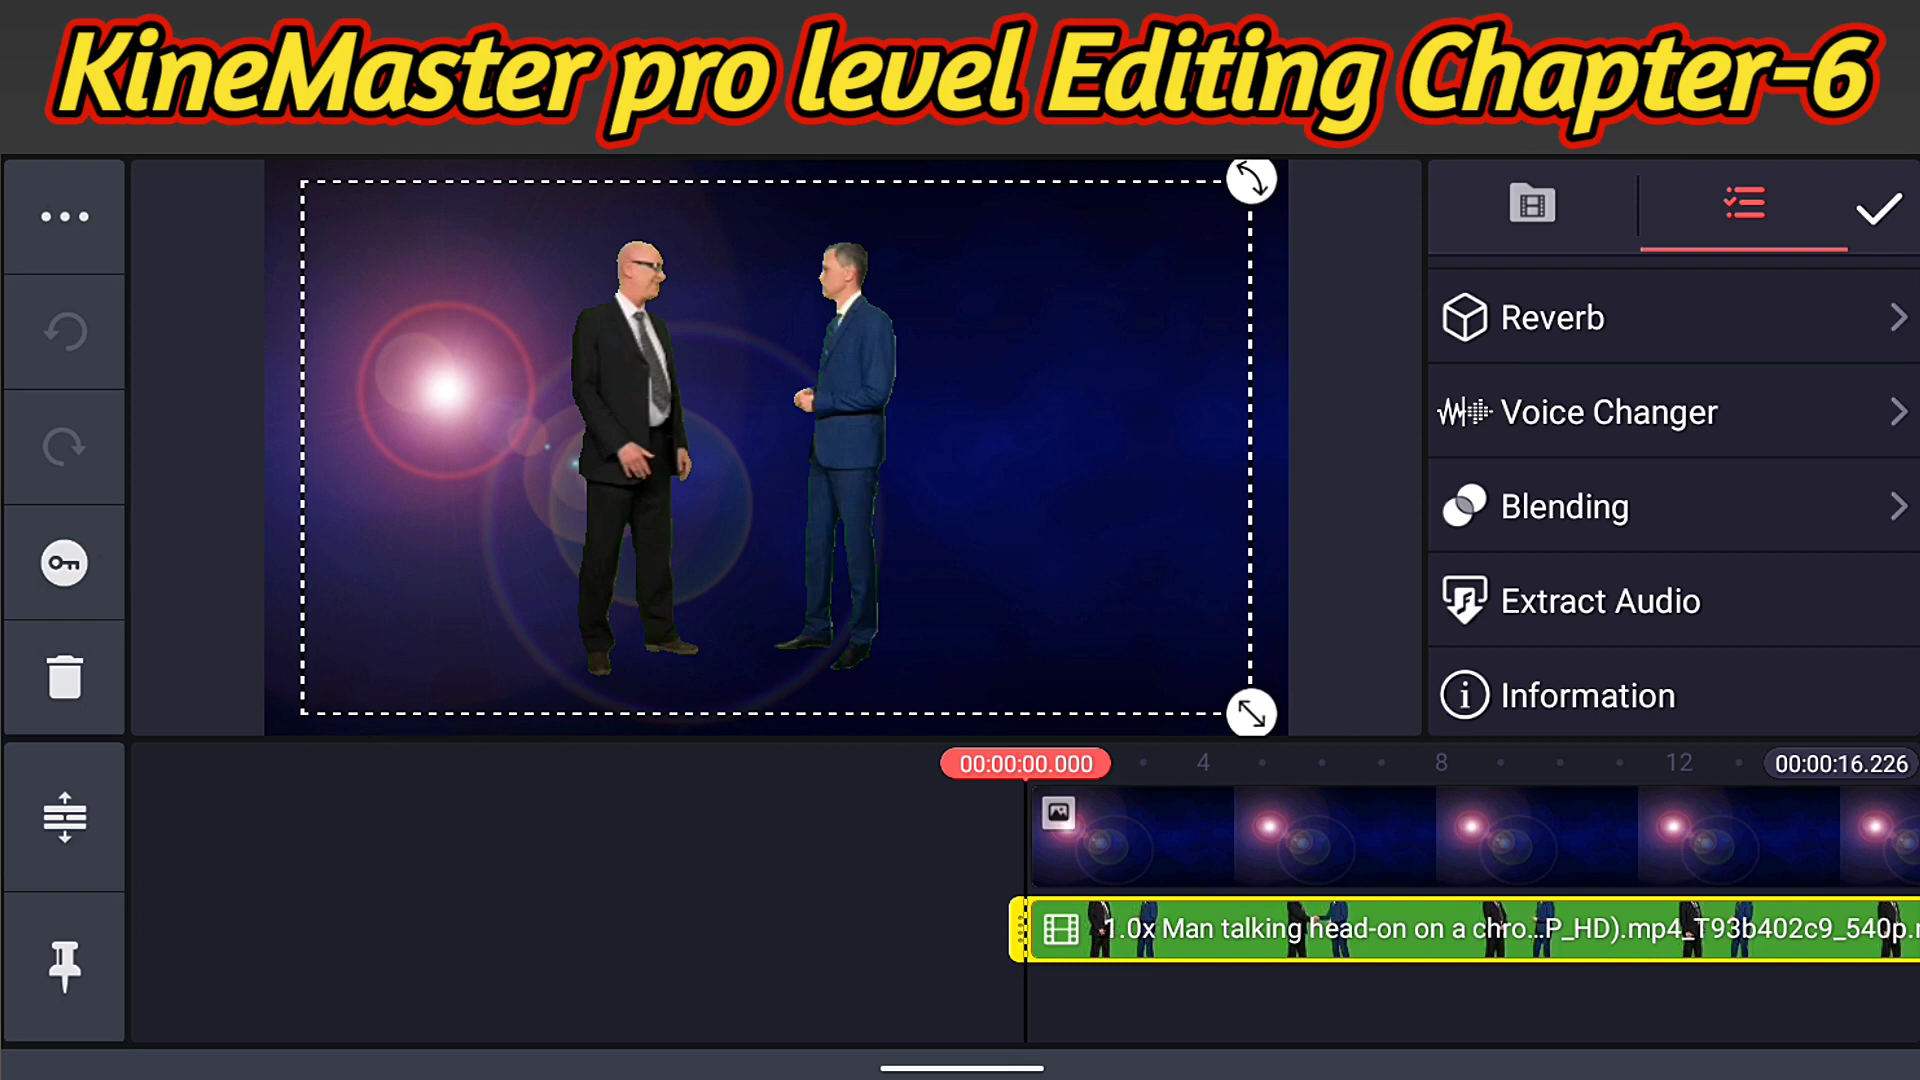 KineMaster pro level Editing Chapter-6
Reverb
Voice Changer
Blending
Extract Audio
Information
00:00:00.000 4 8 12 00:00:16.226
1.0x Man talking head-on on a chro...P_HD).mp4_T93b402c9_540p.